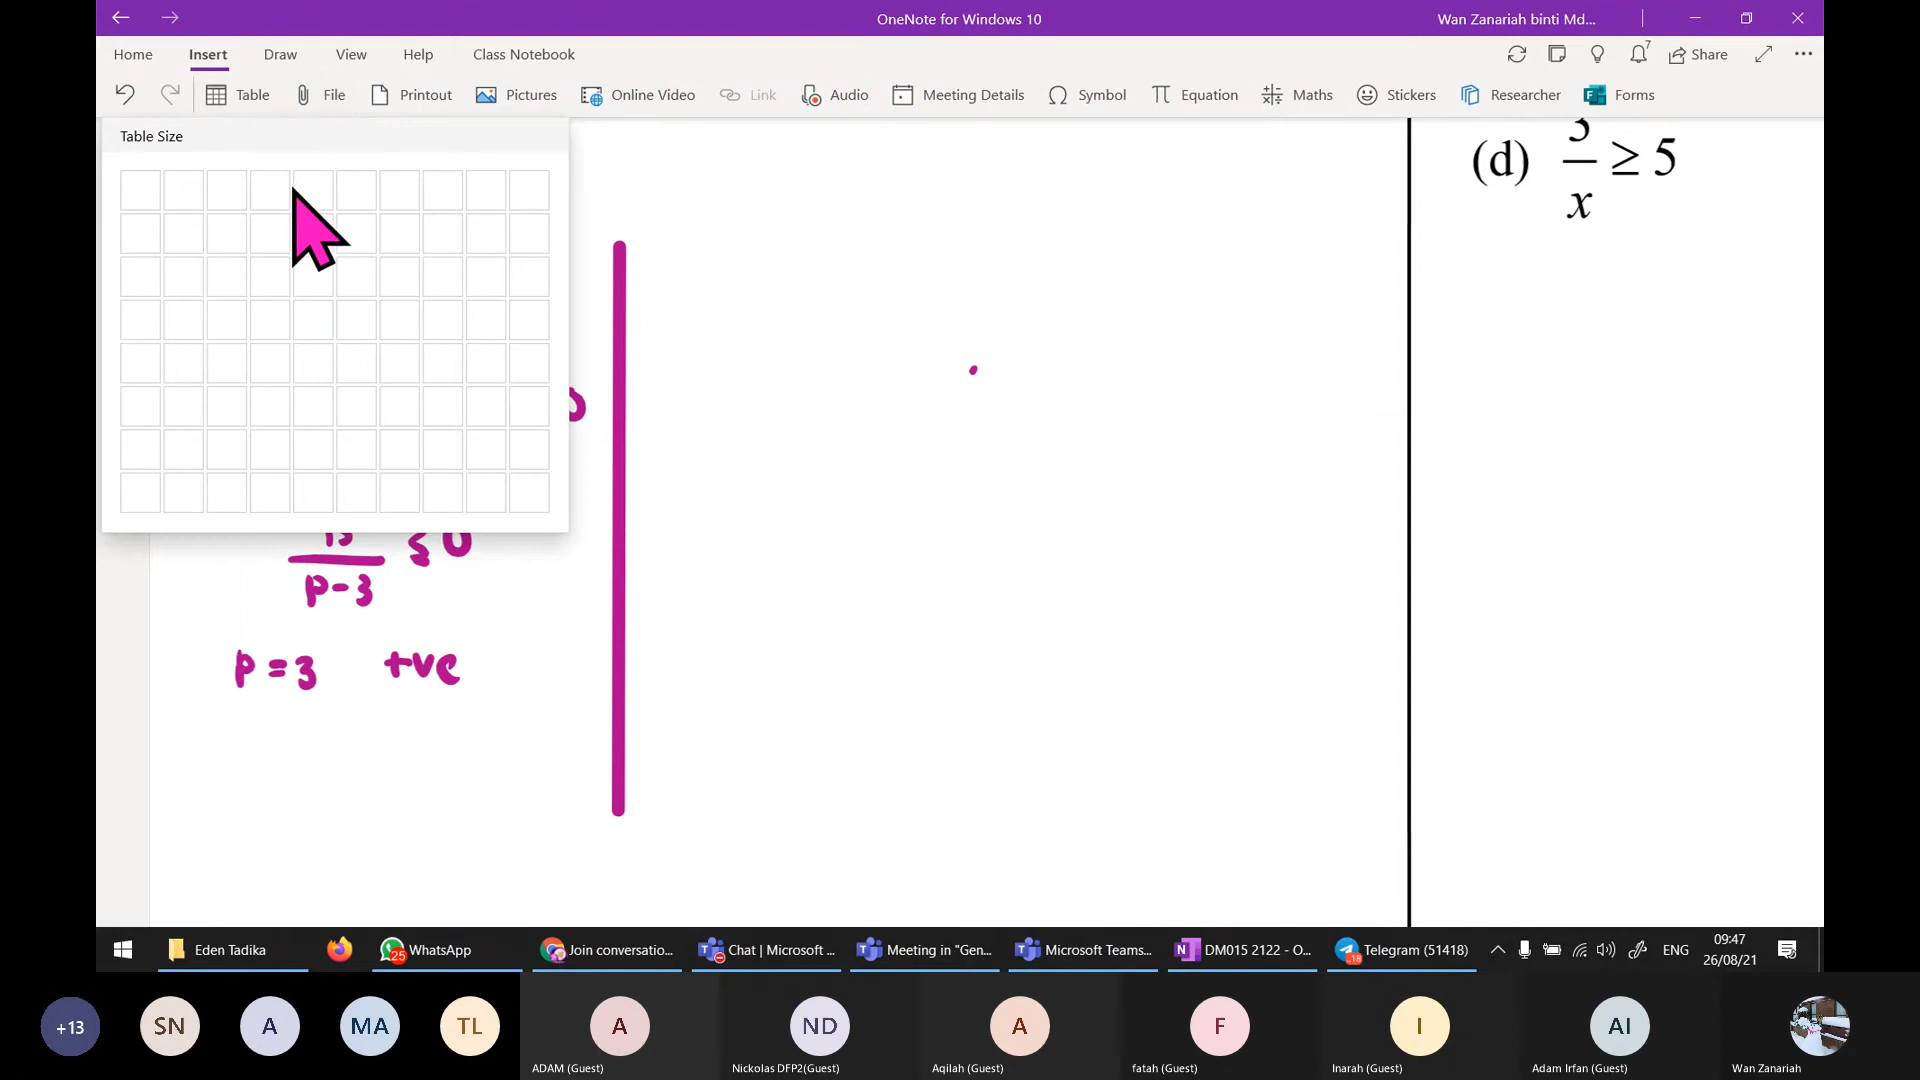 OneNote for Windows 10
Wan Zanariah binti Md...
Home Insert Draw View Help Class Notebook
7
Share
Table File Printout Pictures Online Video Link Audio Meeting Details Symbol Equation Maths Stickers Researcher Forms
Table Size
(d) 3/x ≥ 5
p - 3
p = 3 +ve
Eden Tadika
WhatsApp
25
Join conversatio...
Chat | Microsoft ...
Meeting in "Gen...
Microsoft Teams...
DM015 2122 - O...
Telegram (51418)
ENG
09:47
26/08/21
+13
SN
A
MA
TL
A
ADAM (Guest)
ND
Nickolas DFP2(Guest)
A
Aqilah (Guest)
F
fatah (Guest)
I
Inarah (Guest)
AI
Adam Irfan (Guest)
Wan Zanariah